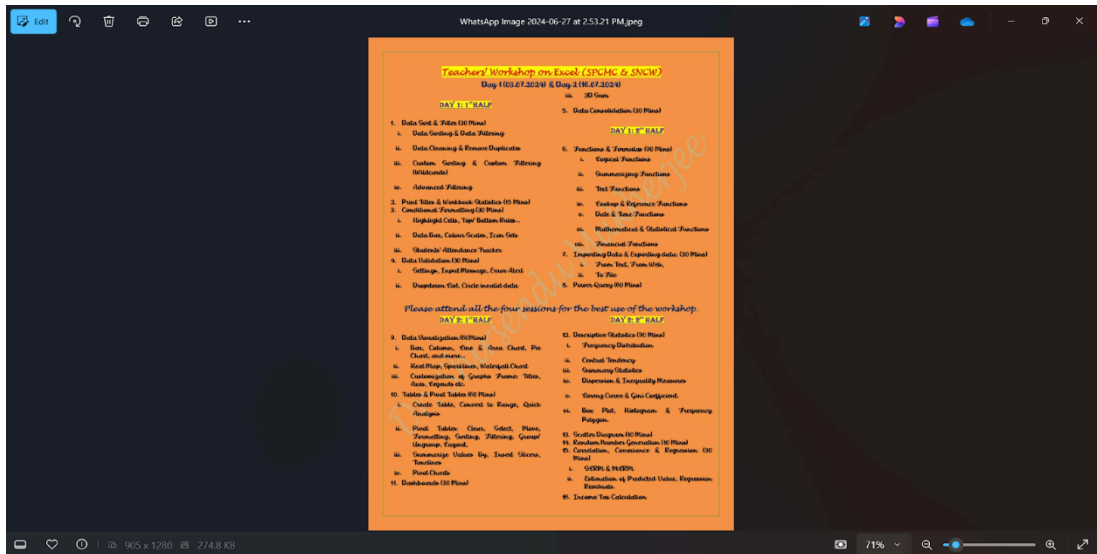 Edit
WhatsApp Image 2024-06-27 at 2.53.21 PM.jpeg
Teachers' Workshop on Excel (SPCMC & SNCW)
Day 1 (03.07.2024) & Day 2 (16.07.2024)
DAY 1: 1ST HALF
1. Data Sort & Filter (30 Mins)
i. Data Sorting & Data Filtering
ii. Data Cleaning & Remove Duplicates
iii. Custom Sorting & Custom Filtering
(Wildcards)
iv. Advanced Filtering
2. Print Titles & Workbook Statistics (15 Mins)
3. Conditional Formatting (30 Mins)
i. Highlight Cells, Top/ Bottom Rules...
ii. Data Bar, Colour Scales, Icon Sets
iii. Students' Attendance Tracker
4. Data Validation (30 Mins)
i. Settings, Input Message, Error Alert
ii. Dropdown List, Circle invalid data
iii. 3D Sum
5. Data Consolidation (30 Mins)
DAY 1: 2ND HALF
6. Functions & Formulas (90 Mins)
i. Logical Functions
ii. Summarizing Functions
iii. Text Functions
iv. Lookup & Reference Functions
v. Date & Time Functions
vi. Mathematical & Statistical Functions
vii. Financial Functions
7. Importing Data & Exporting data: (20 Mins)
i. From Text, From Web,
ii. To File
8. Power Query (60 Mins)
Please attend all the four sessions for the best use of the workshop.
DAY 2: 1ST HALF
9. Data Visualization (60Mins)
i. Bar, Column, Line & Area Chart, Pie
Chart, and more...
ii. Heat Map, Sparklines, Waterfall Chart
iii. Customization of Graphs Frame: Titles,
Axes, Legends etc.
10. Tables & Pivot Tables (60 Mins)
i. Create Table, Convert to Range, Quick
Analysis
ii. Pivot Tables: Clear, Select, Move,
Formatting, Sorting, Filtering, Group/
Ungroup, Layout,
iii. Summarize Values By, Insert Slicers,
Timelines
iv. Pivot Charts
11. Dashboards (30 Mins)
DAY 2: 2ND HALF
12. Descriptive Statistics (90 Mins)
i. Frequency Distribution
ii. Central Tendency
iii. Summary Statistics
iv. Dispersion & Inequality Measures
v. Lorenz Curve & Gini Coefficient
vi. Box Plot, Histogram & Frequency
Polygon.
13. Scatter Diagram (10 Mins)
14. Random Number Generation (10 Mins)
15. Correlation, Covariance & Regression (30
Mins)
i.
ii. Estimation of Predicted Value, Regression
Residuals.
16. Income Tax Calculation
905 x 1280
274.8 KB
71%